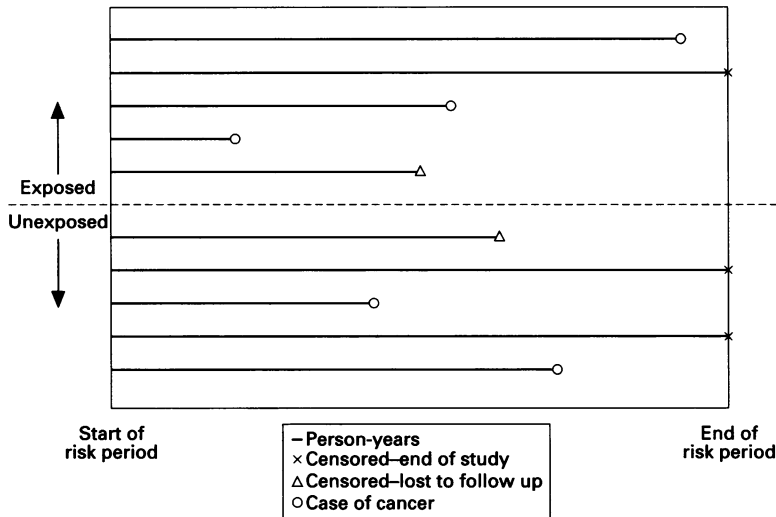 Exposed
Unexposed
Start of
risk period
End of
risk period
Person-years
Censored–end of study
Censored–lost to follow up
Case of cancer